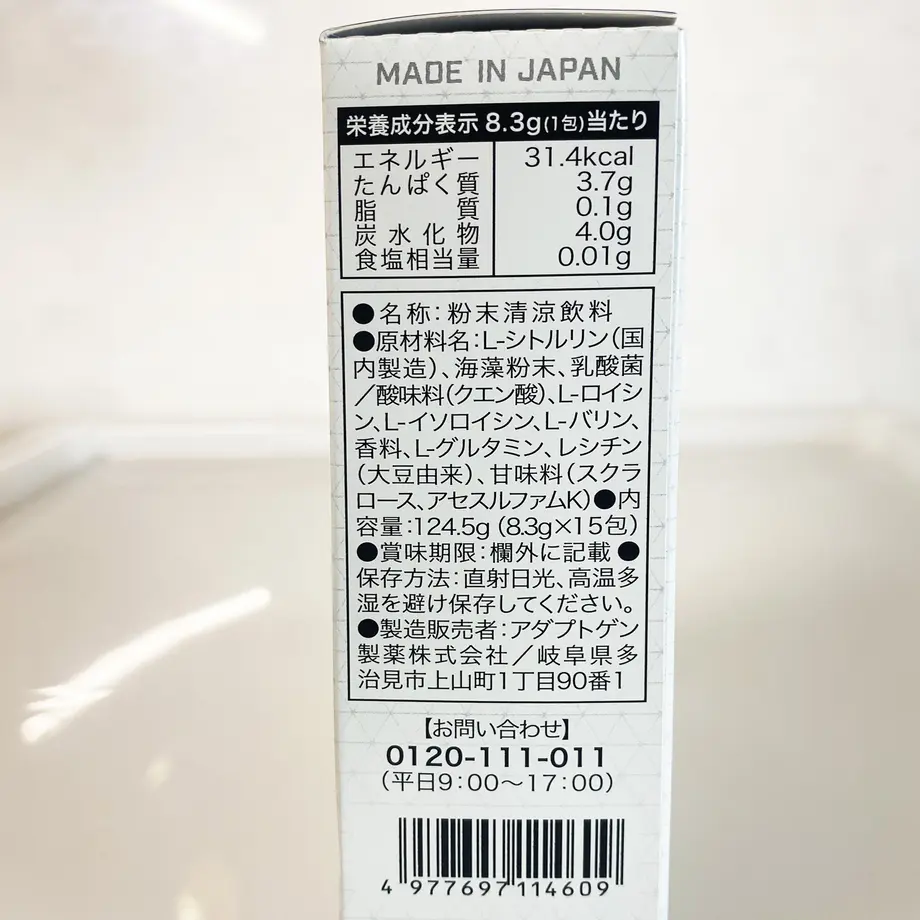 MADE IN JAPAN
栄養成分表示 8.3g(1包)当たり
エネルギー 31.4kcal
たんぱく質 3.7g
脂質 0.1g
炭水化物 4.0g
食塩相当量 0.01g
●名称：粉末清涼飲料
●原材料名：L-シトルリン（国
内製造）、海藻粉末、乳酸菌
／酸味料（クエン酸）、L-ロイシ
ン、L-イソロイシン、L-バリン、
香料、L-グルタミン、レシチン
（大豆由来）、甘味料（スクラ
ロース、アセスルファムK）●内
容量：124.5g（8.3g×15包）
●賞味期限：欄外に記載 ●
保存方法：直射日光、高温多
湿を避け保存してください。
●製造販売者：アダプトゲン
製薬株式会社／岐阜県多
治見市上山町1丁目90番1
【お問い合わせ】
0120-111-011
（平日9：00～17：00）
4 977697 114609